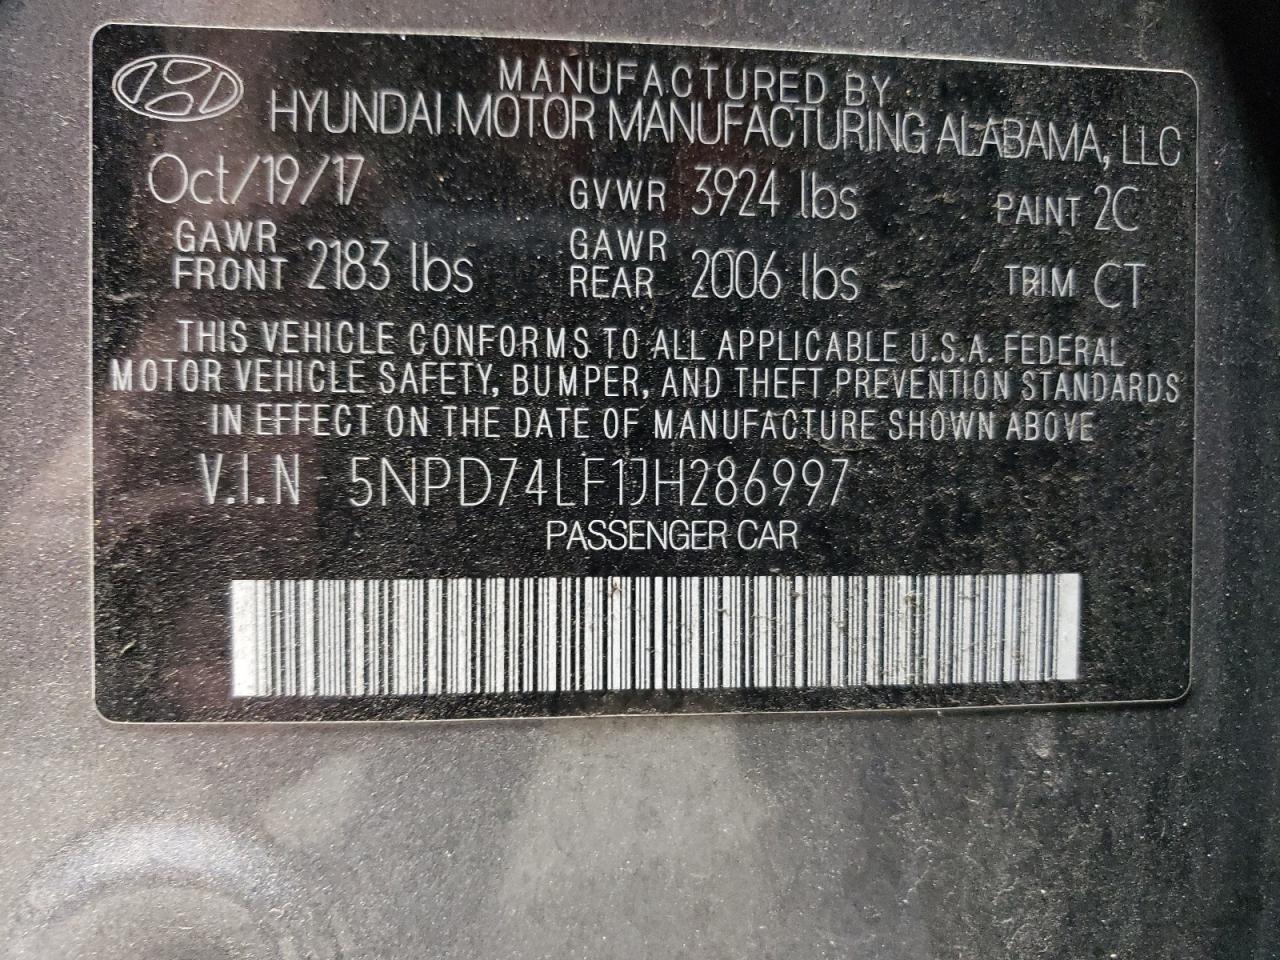 MANUFACTURED BY
HYUNDAI MOTOR MANUFACTURING ALABAMA, LLC
Oct/19/17 GVWR 3924 lbs PAINT 2C
GAWR FRONT 2183 lbs GAWR REAR 2006 lbs TRIM CT
THIS VEHICLE CONFORMS TO ALL APPLICABLE U.S.A. FEDERAL
MOTOR VEHICLE SAFETY, BUMPER, AND THEFT PREVENTION STANDARDS
IN EFFECT ON THE DATE OF MANUFACTURE SHOWN ABOVE
V.I.N 5NPD74LF1JH286997
PASSENGER CAR